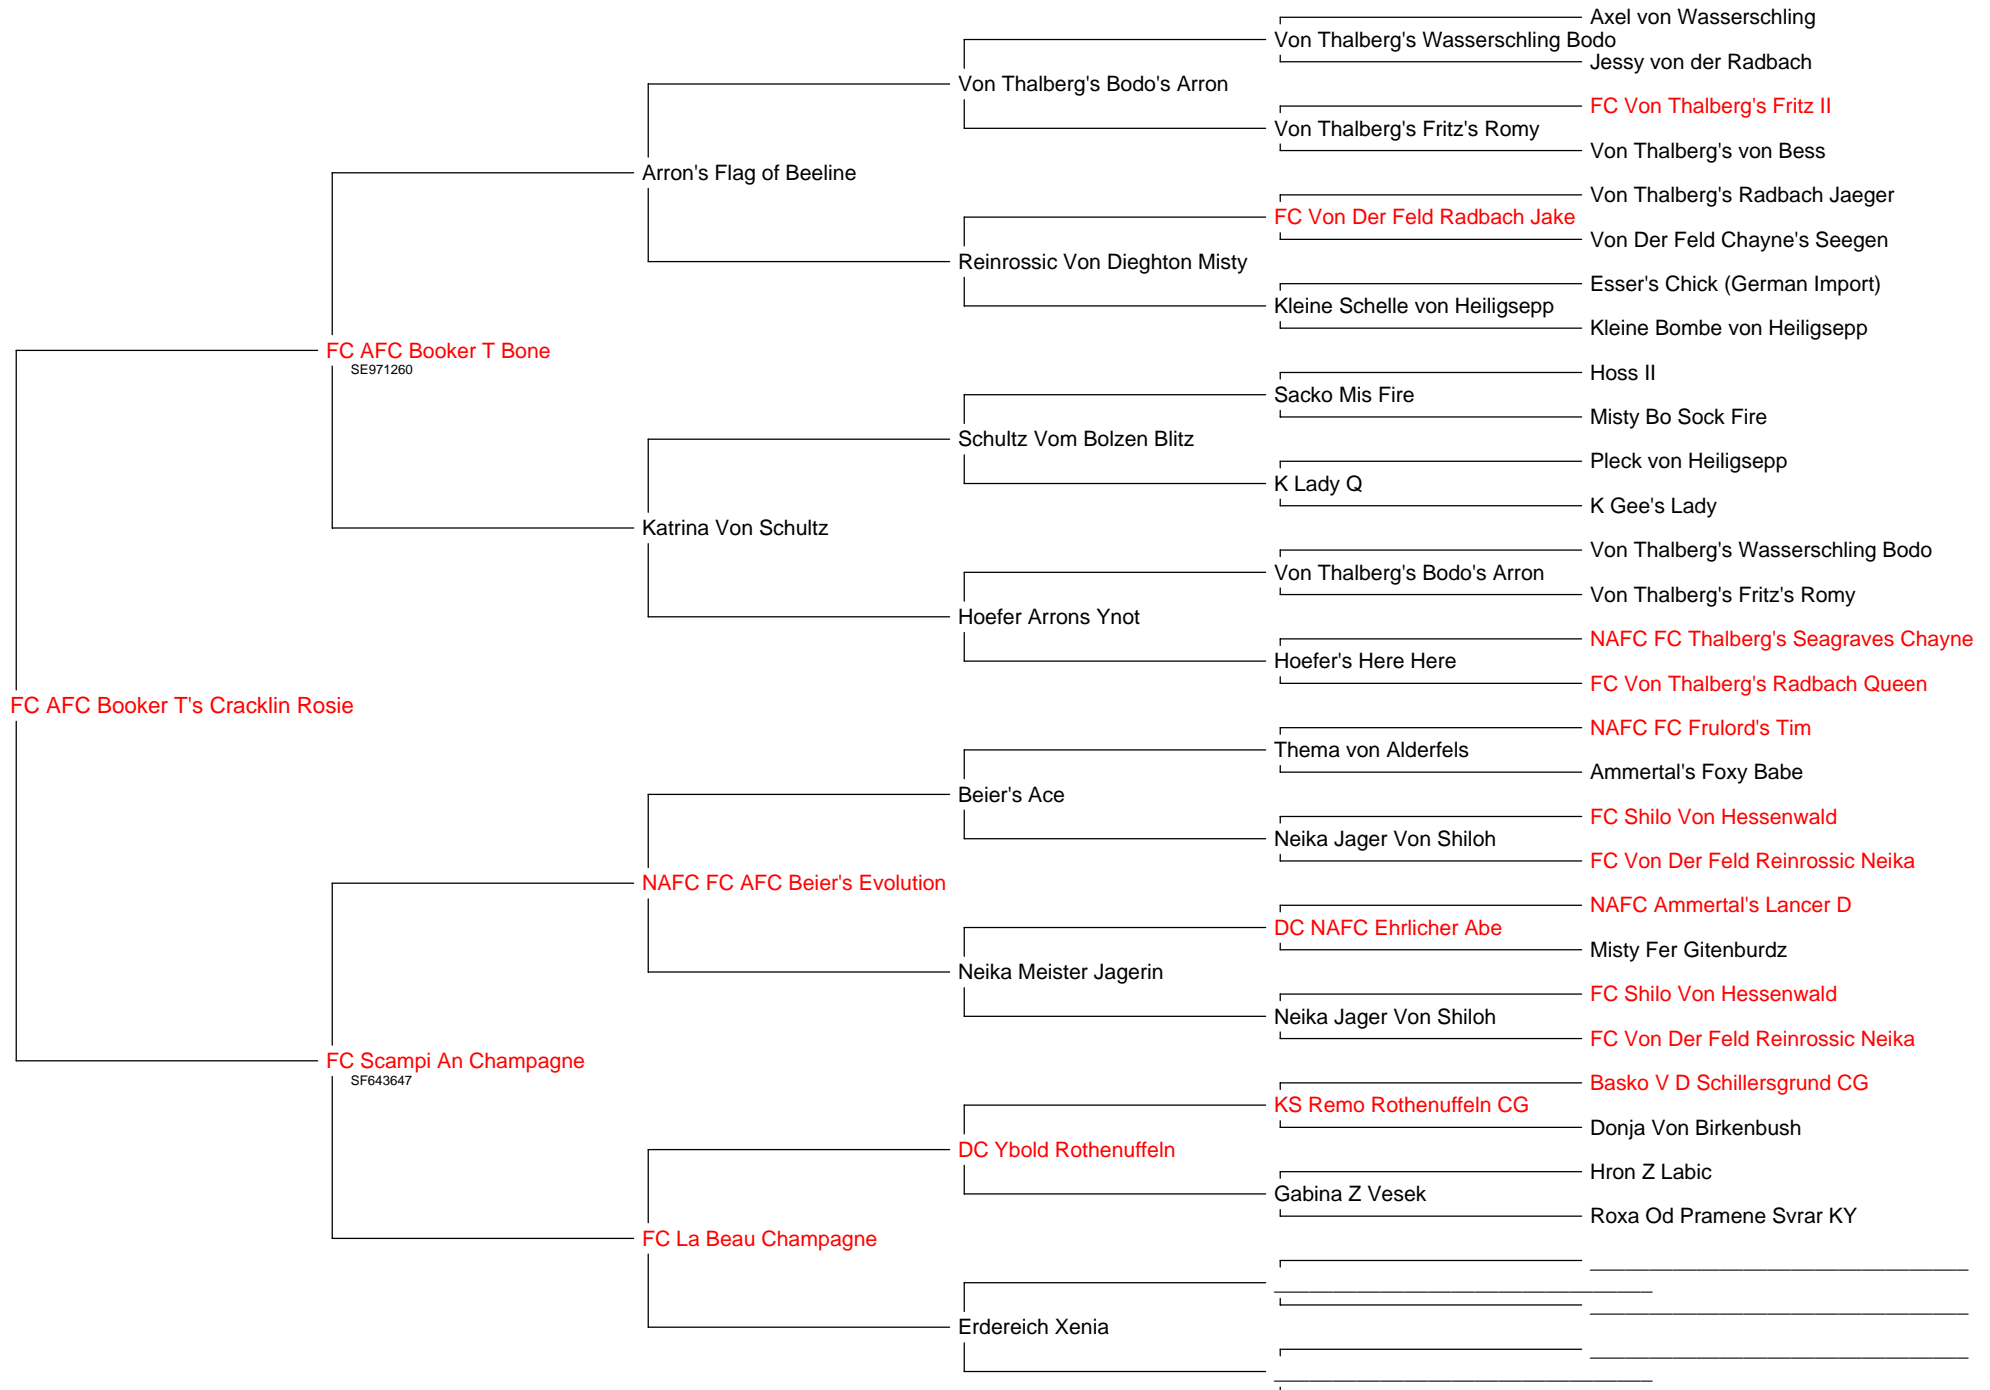 Axel von Wasserschling
Von Thalberg's Wasserschling Bodo
Jessy von der Radbach
Von Thalberg's Bodo's Arron
FC Von Thalberg's Fritz II
Von Thalberg's Fritz's Romy
Von Thalberg's von Bess
Arron's Flag of Beeline
Von Thalberg's Radbach Jaeger
FC Von Der Feld Radbach Jake
Von Der Feld Chayne's Seegen
Reinrossic Von Dieghton Misty
Esser's Chick (German Import)
Kleine Schelle von Heiligsepp
Kleine Bombe von Heiligsepp
FC AFC Booker T Bone
SE971260
Hoss II
Sacko Mis Fire
Misty Bo Sock Fire
Schultz Vom Bolzen Blitz
Pleck von Heiligsepp
K Lady Q
K Gee's Lady
Katrina Von Schultz
Von Thalberg's Wasserschling Bodo
Von Thalberg's Bodo's Arron
Von Thalberg's Fritz's Romy
Hoefer Arrons Ynot
NAFC FC Thalberg's Seagraves Chayne
Hoefer's Here Here
FC Von Thalberg's Radbach Queen
FC AFC Booker T's Cracklin Rosie
NAFC FC Frulord's Tim
Thema von Alderfels
Ammertal's Foxy Babe
Beier's Ace
FC Shilo Von Hessenwald
Neika Jager Von Shiloh
FC Von Der Feld Reinrossic Neika
NAFC FC AFC Beier's Evolution
NAFC Ammertal's Lancer D
DC NAFC Ehrlicher Abe
Misty Fer Gitenburdz
Neika Meister Jagerin
FC Shilo Von Hessenwald
Neika Jager Von Shiloh
FC Von Der Feld Reinrossic Neika
FC Scampi An Champagne
SF643647
Basko V D Schillersgrund CG
KS Remo Rothenuffeln CG
Donja Von Birkenbush
DC Ybold Rothenuffeln
Hron Z Labic
Gabina Z Vesek
Roxa Od Pramene Svrar KY
FC La Beau Champagne
Erdereich Xenia